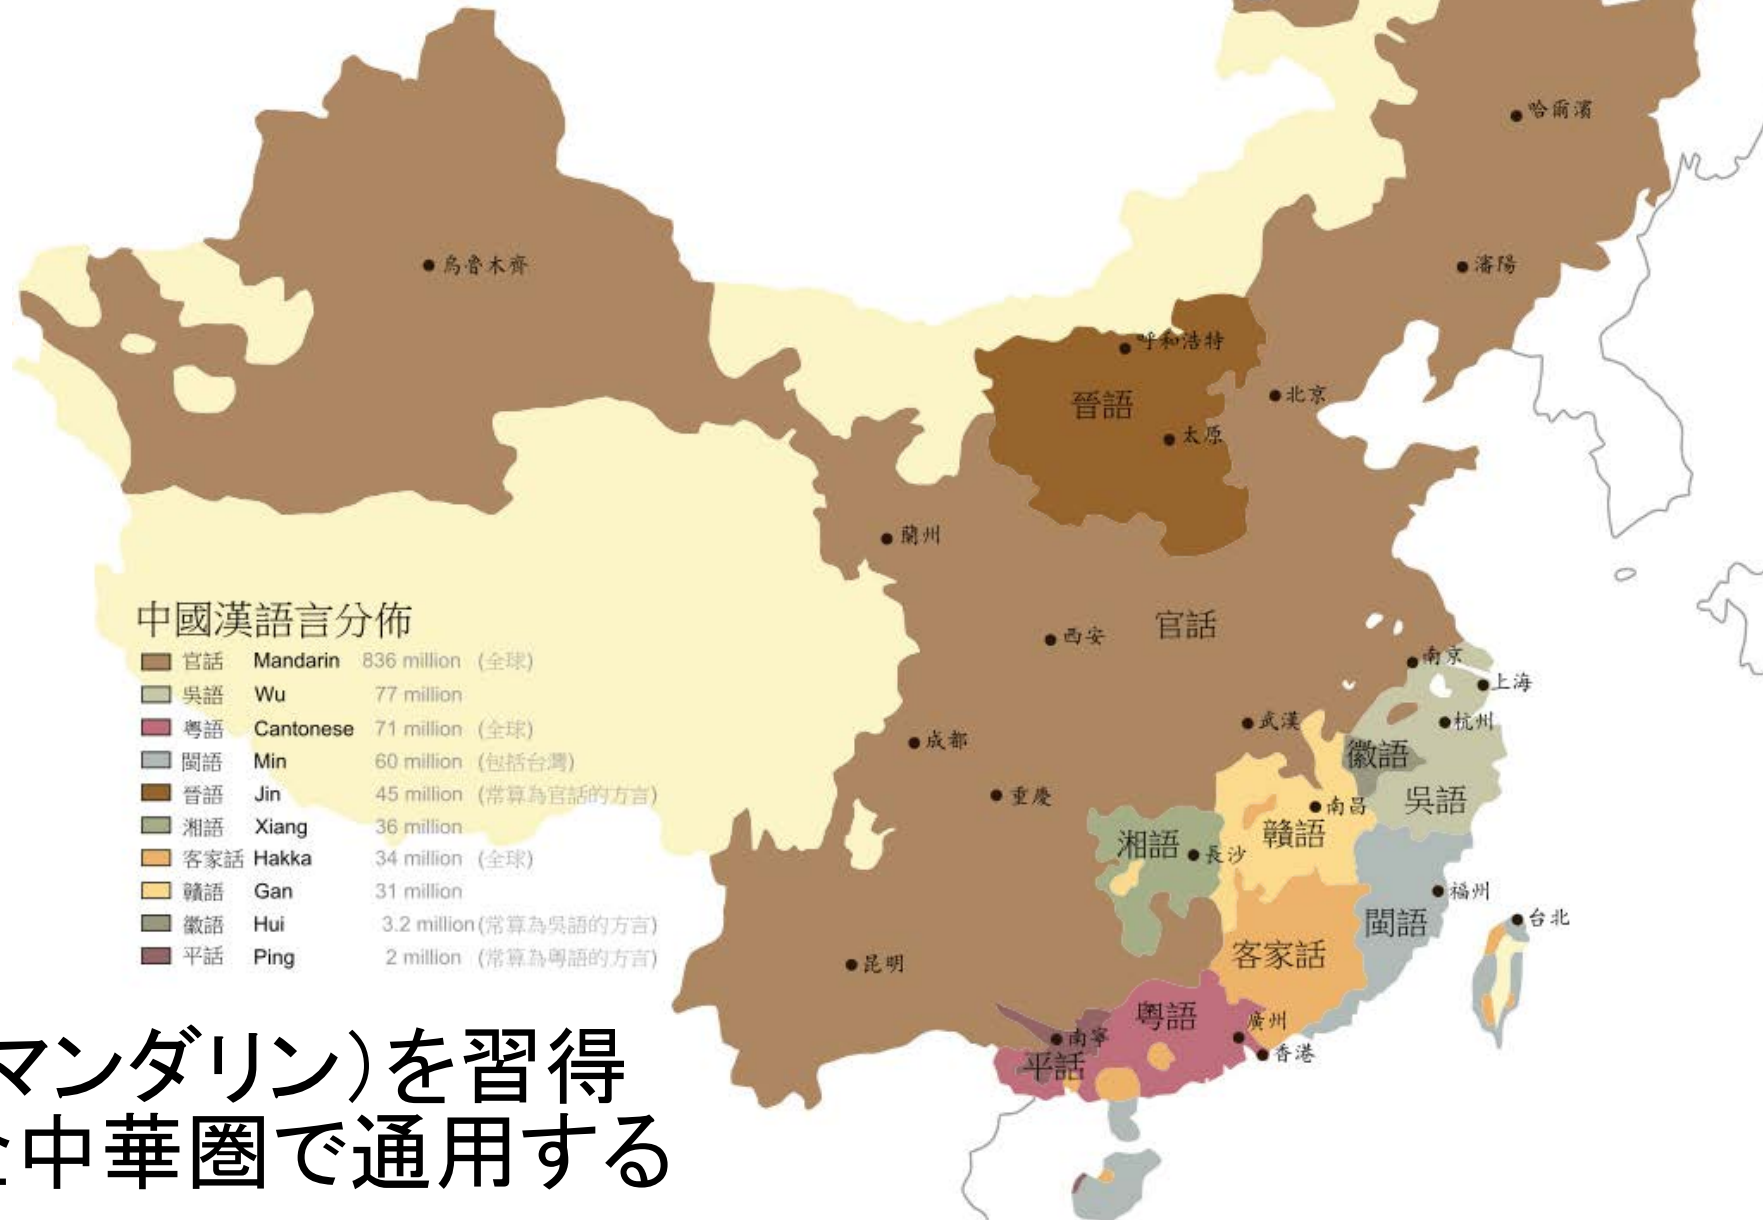 哈爾濱
烏魯木齊
瀋陽
呼和浩特
北京
晉語
太原
蘭州
中國漢語言分佈
官話 Mandarin 836 million (全球)
吳語 Wu 77 million
粵語 Cantonese 71 million (全球)
閩語 Min 60 million (包括台灣)
晉語 Jin 45 million (常算為官話的方言)
湘語 Xiang 36 million
客家話 Hakka 34 million (全球)
贛語 Gan 31 million
徽語 Hui 3.2 million (常算為吳語的方言)
平話 Ping 2 million (常算為粵語的方言)
西安
官話
南京
上海
武漢
杭州
成都
徽語
重慶
南昌
吳語
贛語
湘語
長沙
福州
台北
閩語
客家話
昆明
粵語
廣州
南寧
香港
平話
マンダリン)を習得
中華圏で通用する